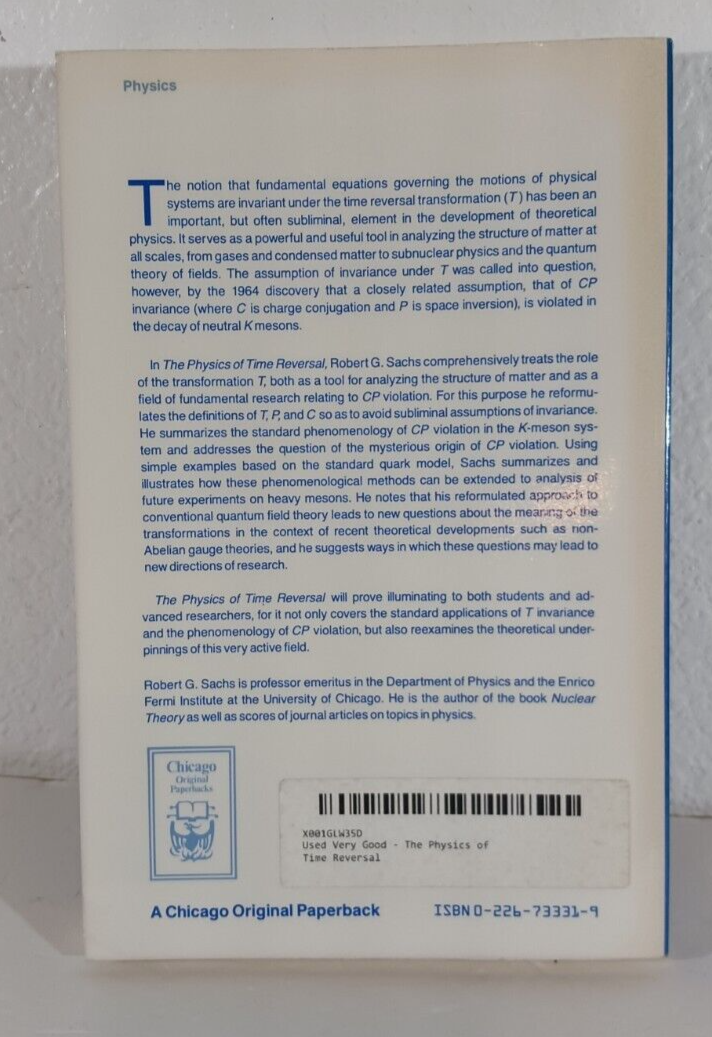 Physics
The notion that fundamental equations governing the motions of physical
systems are invariant under the time reversal transformation (T) has been an
important, but often subliminal, element in the development of theoretical
physics. It serves as a powerful and useful tool in analyzing the structure of matter at
all scales, from gases and condensed matter to subnuclear physics and the quantum
theory of fields. The assumption of invariance under T was called into question,
however, by the 1964 discovery that a closely related assumption, that of CP
invariance (where C is charge conjugation and P is space inversion), is violated in
the decay of neutral K mesons.
In The Physics of Time Reversal, Robert G. Sachs comprehensively treats the role
of the transformation T, both as a tool for analyzing the structure of matter and as a
field of fundamental research relating to CP violation. For this purpose he reformu-
lates the definitions of T, P, and C so as to avoid subliminal assumptions of invariance.
He summarizes the standard phenomenology of CP violation in the K-meson sys-
tem and addresses the question of the mysterious origin of CP violation. Using
simple examples based on the standard quark model, Sachs summarizes and
illustrates how these phenomenological methods can be extended to analysis of
future experiments on heavy mesons. He notes that his reformulated approach to
conventional quantum field theory leads to new questions about the meaning of the
transformations in the context of recent theoretical developments such as non-
Abelian gauge theories, and he suggests ways in which these questions may lead to
new directions of research.
The Physics of Time Reversal will prove illuminating to both students and ad-
vanced researchers, for it not only covers the standard applications of T invariance
and the phenomenology of CP violation, but also reexamines the theoretical under-
pinnings of this very active field.
Robert G. Sachs is professor emeritus in the Department of Physics and the Enrico
Fermi Institute at the University of Chicago. He is the author of the book Nuclear
Theory as well as scores of journal articles on topics in physics.
Chicago
Original
Paperbacks
X001GLW35D
Used Very Good - The Physics of
Time Reversal
A Chicago Original Paperback
ISBN 0-226-73331-9